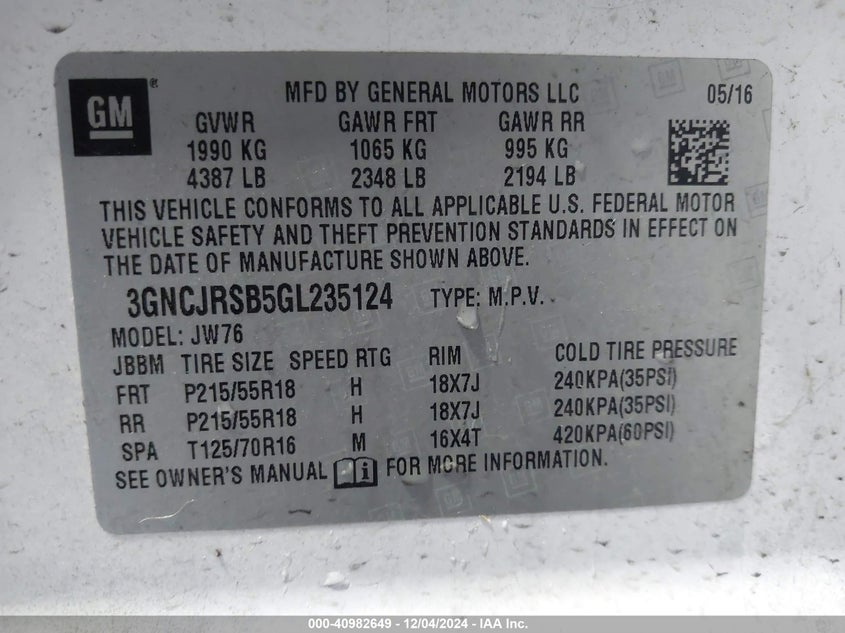 GM®
MFD BY GENERAL MOTORS LLC 05/16
GVWR GAWR FRT GAWR RR
1990 KG 1065 KG 995 KG
4387 LB 2348 LB 2194 LB
THIS VEHICLE CONFORMS TO ALL APPLICABLE U.S. FEDERAL MOTOR
VEHICLE SAFETY AND THEFT PREVENTION STANDARDS IN EFFECT ON
THE DATE OF MANUFACTURE SHOWN ABOVE.
3GNCJRSB5GL235124 TYPE: M.P.V.
MODEL: JW76
JBBM TIRE SIZE SPEED RTG RIM COLD TIRE PRESSURE
FRT P215/55R18 H 18X7J 240KPA(35PSI)
RR P215/55R18 H 18X7J 240KPA(35PSI)
SPA T125/70R16 M 16X4T 420KPA(60PSI)
SEE OWNER'S MANUAL FOR MORE INFORMATION.
000-40982649 - 12/04/2024 - IAA Inc.